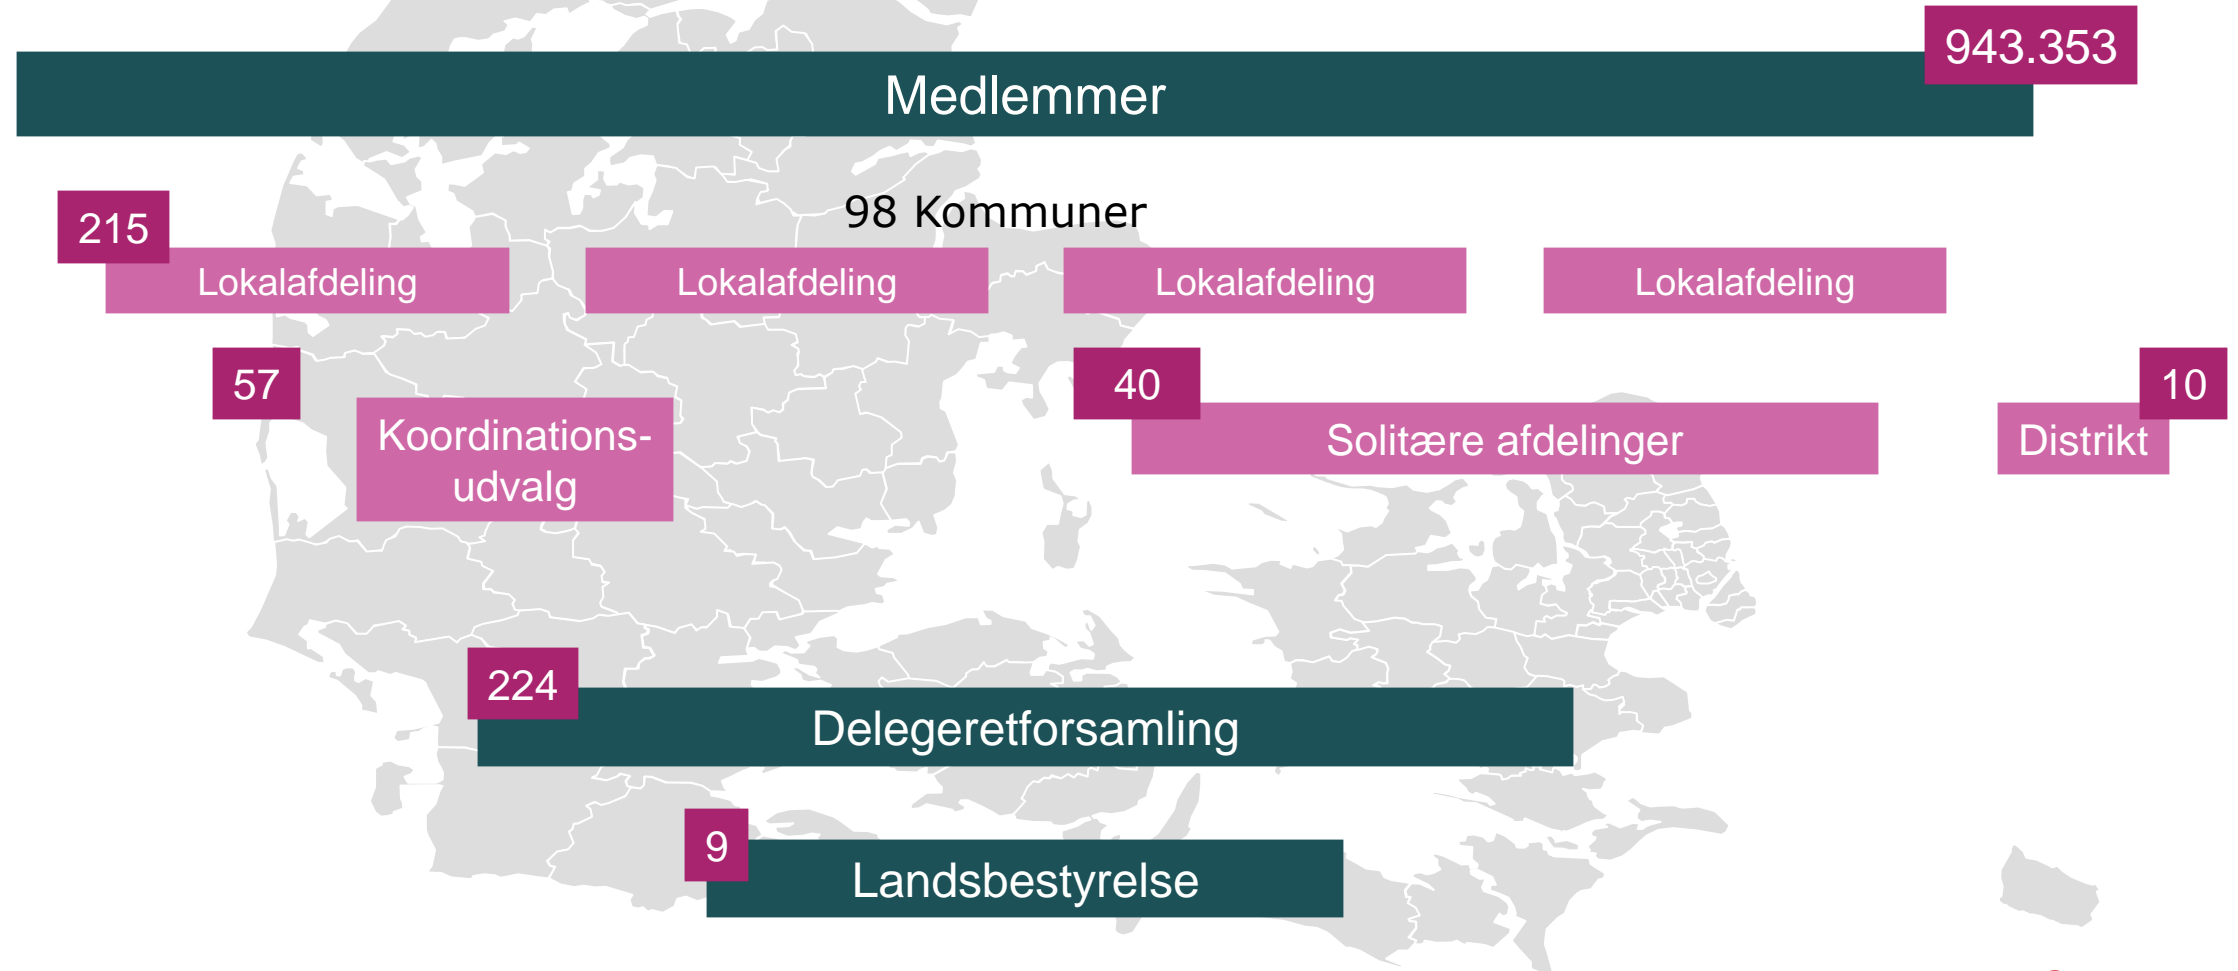 943.353
Medlemmer
98 Kommuner
215
Lokalafdeling
Lokalafdeling
Lokalafdeling
Lokalafdeling
57
Koordinations-
udvalg
40
Solitære afdelinger
10
Distrikt
224
Delegeretforsamling
9
Landsbestyrelse